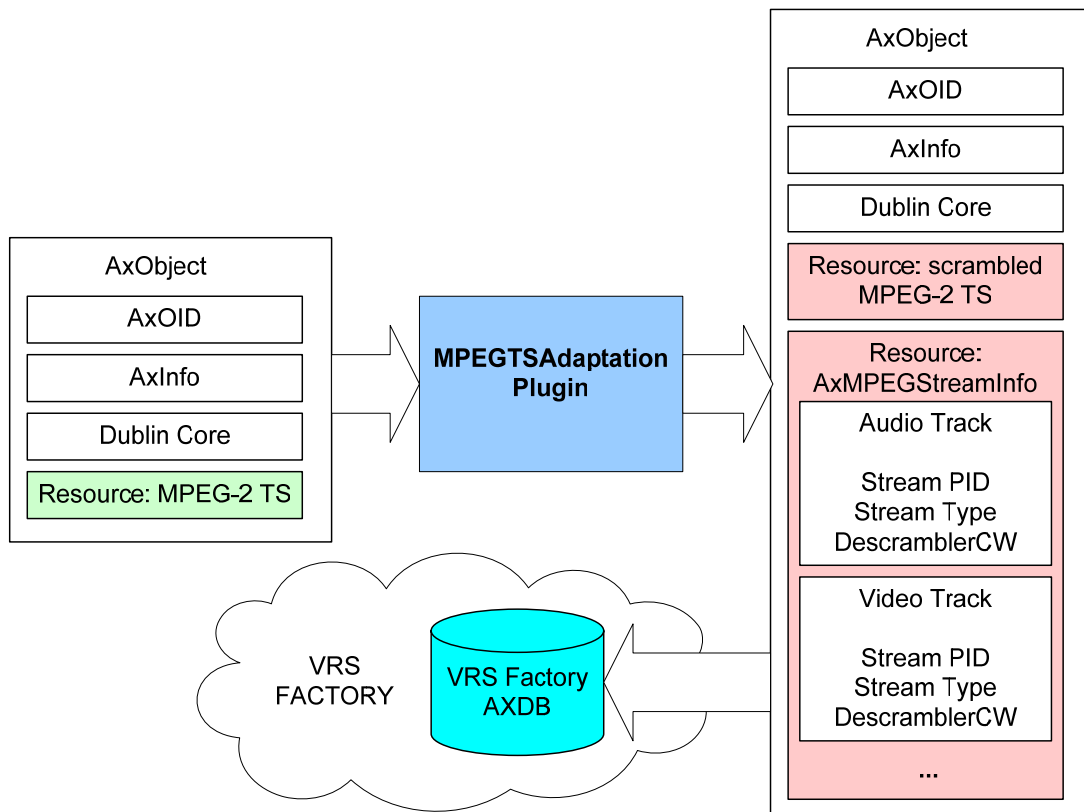 AxObject
AxOID
AxInfo
Dublin Core
Resource: MPEG-2 TS
MPEGTSAdaptation
Plugin
AxObject
AxOID
AxInfo
Dublin Core
Resource: scrambled
MPEG-2 TS
Resource:
AxMPEGStreamInfo
Audio Track
Stream PID
Stream Type
DescramblerCW
Video Track
Stream PID
Stream Type
DescramblerCW
...
VRS
FACTORY
VRS Factory
AXDB